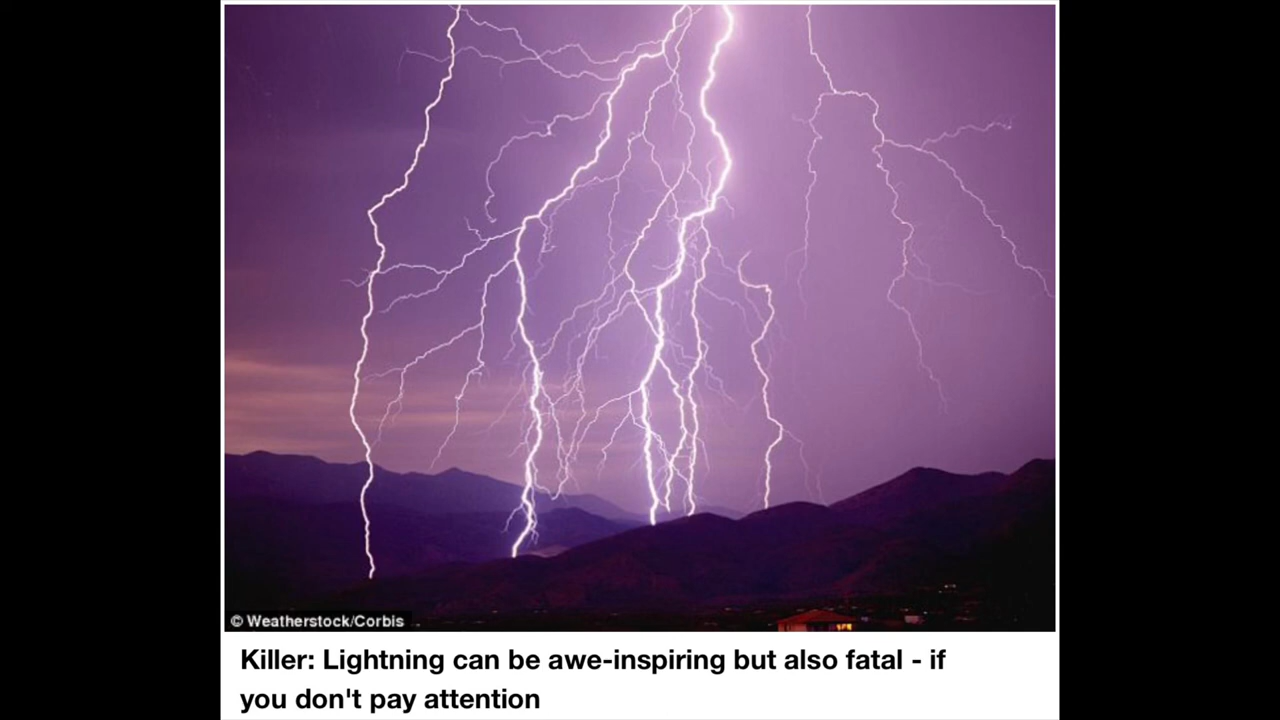 © Weatherstock/Corbis
Killer: Lightning can be awe-inspiring but also fatal - if
you don't pay attention